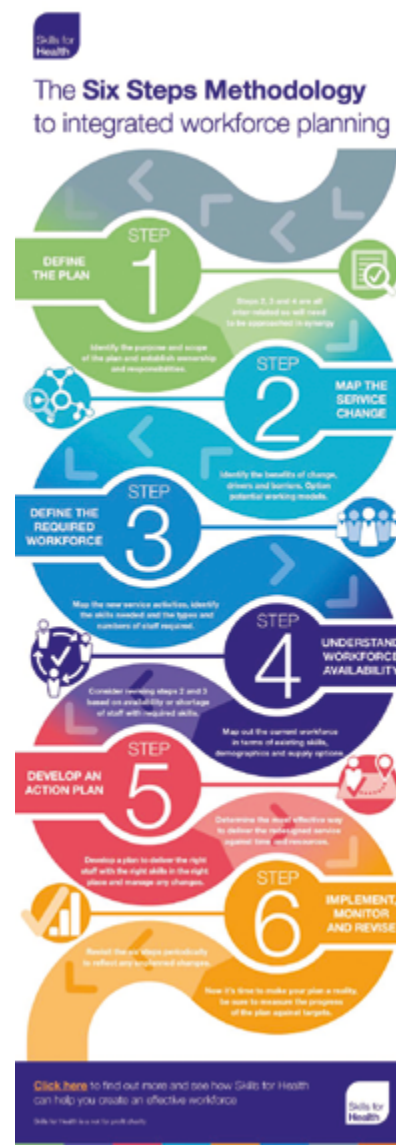 Skills for
Health
The Six Steps Methodology
to integrated workforce planning
STEP
1
DEFINE
THE PLAN
Steps 2, 3 and 4 are all
inter-related so will need
to be approached in synergy
Identify the purpose and scope
of the plan and establish ownership
and responsibilities.
STEP
2
MAP THE
SERVICE
CHANGE
Identify the benefits of change,
drivers and barriers. Option
potential working models.
STEP
3
DEFINE THE
REQUIRED
WORKFORCE
Map the new service activities, identify
the skills needed and the types and
numbers of staff required.
STEP
4
UNDERSTAND
WORKFORCE
AVAILABILITY
Consider revising steps 2 and 3
based on availability or shortage
of staff with required skills.
Map out the current workforce
in terms of existing skills,
demographics and supply options.
STEP
5
DEVELOP AN
ACTION PLAN
Determine the most effective way
to deliver the redesigned service
against time and resources.
Develop a plan to deliver the right
staff with the right skills in the right
place and manage any changes.
STEP
6
IMPLEMENT,
MONITOR
AND REVISE
Revisit the six steps periodically
to reflect any changes.
Now it's time to make your plan a reality,
be sure to measure the progress
of the plan against targets.
Click here to find out more and see how Skills for Health
can help you create an effective workforce
Skills for Health is a not for profit charity
Skills for
Health